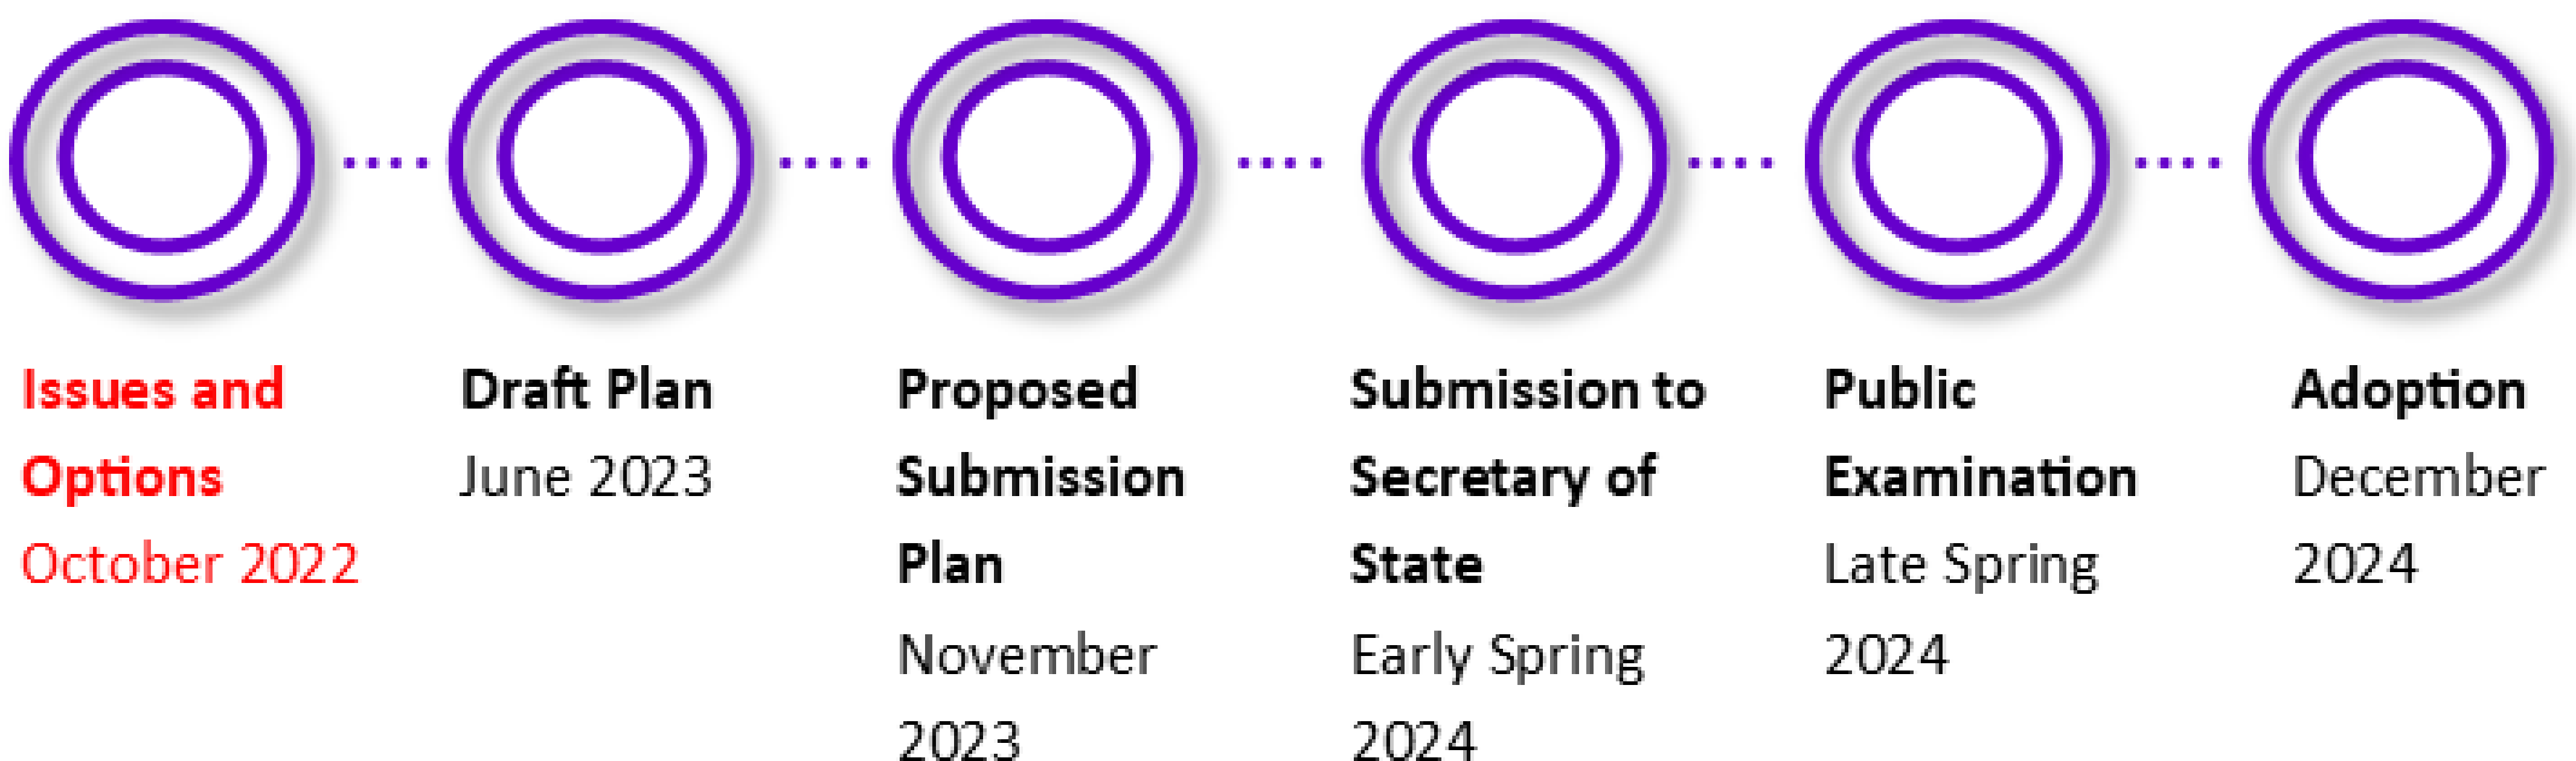 Issues and
Options
October 2022
Draft Plan
June 2023
Proposed
Submission
Plan
November
2023
Submission to
Secretary of
State
Early Spring
2024
Public
Examination
Late Spring
2024
Adoption
December
2024